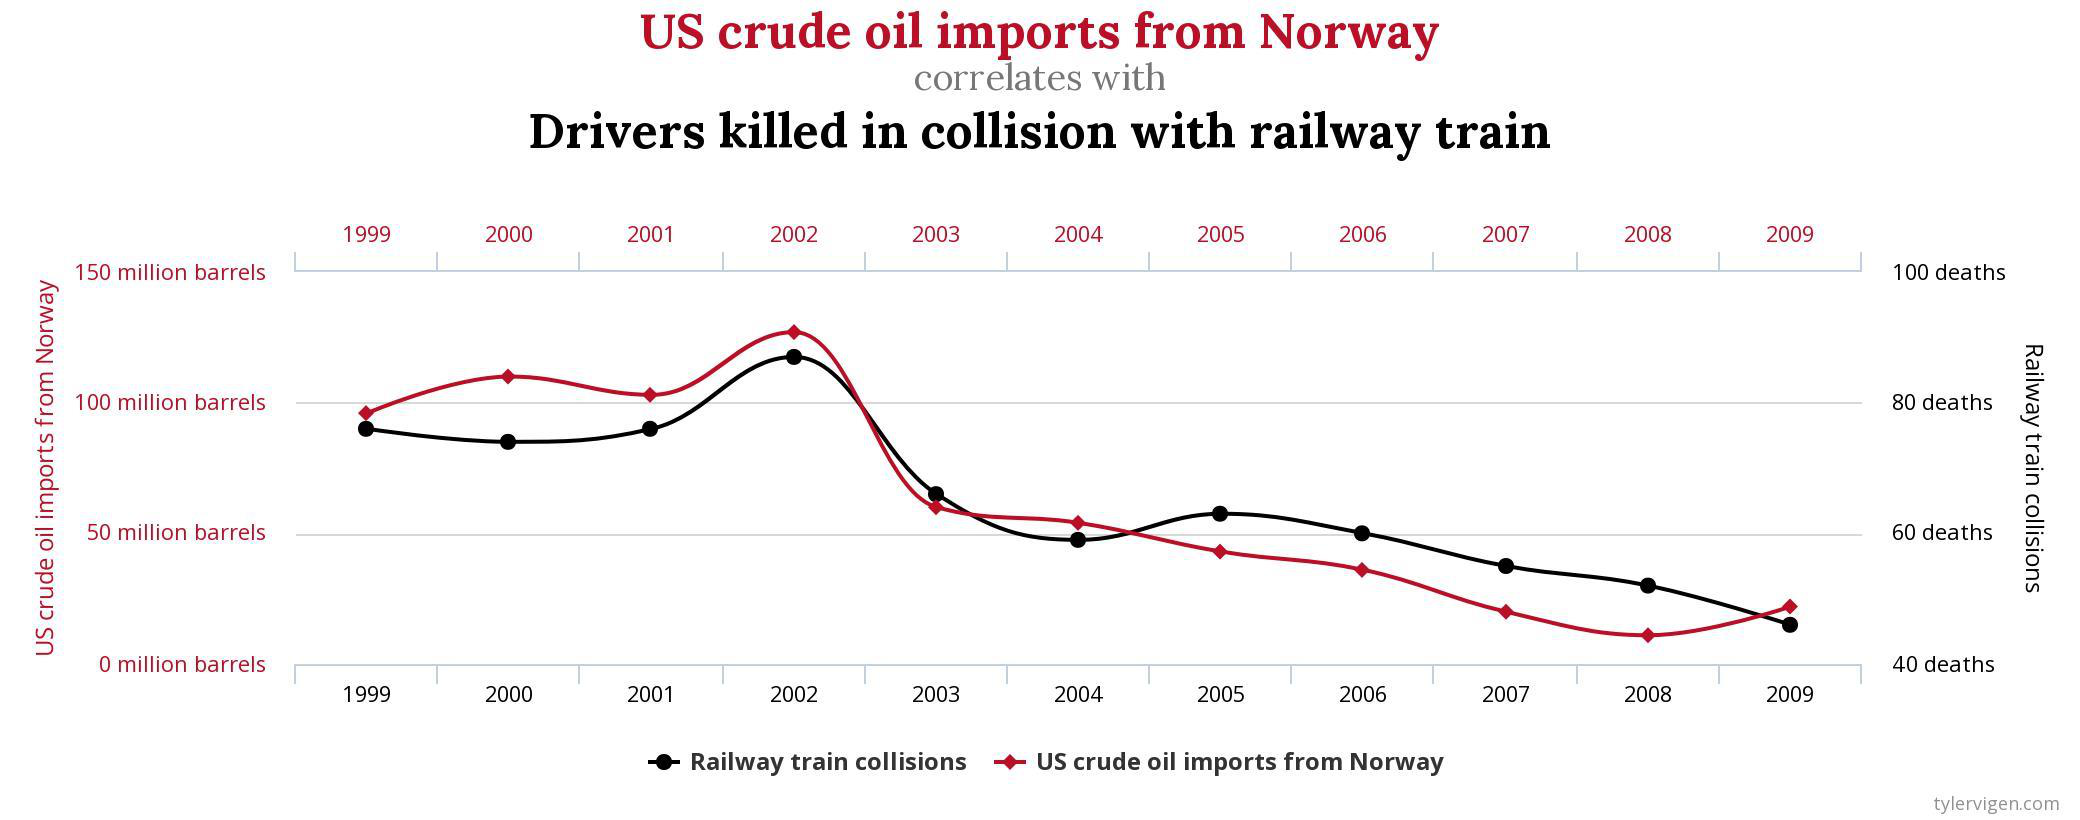 US crude oil imports from Norway
correlates with
Drivers killed in collision with railway train
1999 2000 2001 2002 2003 2004 2005 2006 2007 2008 2009
150 million barrels
100 million barrels
50 million barrels
0 million barrels
US crude oil imports from Norway
100 deaths
80 deaths
60 deaths
40 deaths
Railway train collisions
1999 2000 2001 2002 2003 2004 2005 2006 2007 2008 2009
Railway train collisions US crude oil imports from Norway
tylervigen.com